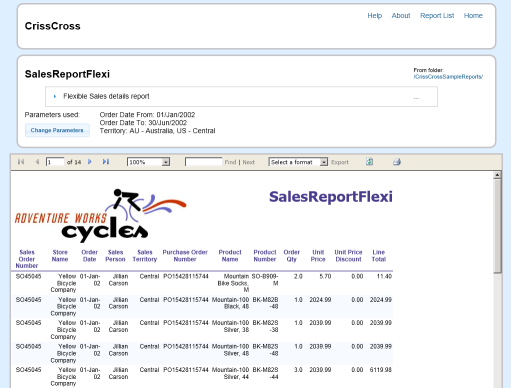 Help About Report List Home
CrissCross
SalesReportFlexi
From folder:
/CrissCrossSampleReports/
Flexible Sales details report ...
Parameters used:
Order Date From: 01/Jan/2002
Order Date To: 30/Jun/2002
Territory: AU - Australia, US - Central
Change Parameters
1 of 14 100% Find | Next Select a format Export
ADVENTURE WORKS
cycles
SalesReportFlexi
Sales Store Order Sales Sales Purchase Order Product Product Order Unit Unit Price Line
Order Name Date Person Territory Number Name Number Qty Price Discount Total
Number
SO45045 Yellow 01-Jan- Jillian Central PO15428115744 Mountain SO-B909- 2.0 5.70 0.00 11.40
Bicycle 02 Carson Bike Socks, M
Company M
SO45045 Yellow 01-Jan- Jillian Central PO15428115744 Mountain-100 BK-M82B 1.0 2024.99 0.00 2024.99
Bicycle 02 Carson Black, 48 -48
Company
SO45045 Yellow 01-Jan- Jillian Central PO15428115744 Mountain-100 BK-M82S 1.0 2039.99 0.00 2039.99
Bicycle 02 Carson Silver, 38 -38
Company
SO45045 Yellow 01-Jan- Jillian Central PO15428115744 Mountain-100 BK-M82S 1.0 2039.99 0.00 2039.99
Bicycle 02 Carson Silver, 48 -48
Company
SO45045 Yellow 01-Jan- Jillian Central PO15428115744 Mountain-100 BK-M82S 3.0 2039.99 0.00 6119.98
Bicycle 02 Carson Silver, 44 -44
Company